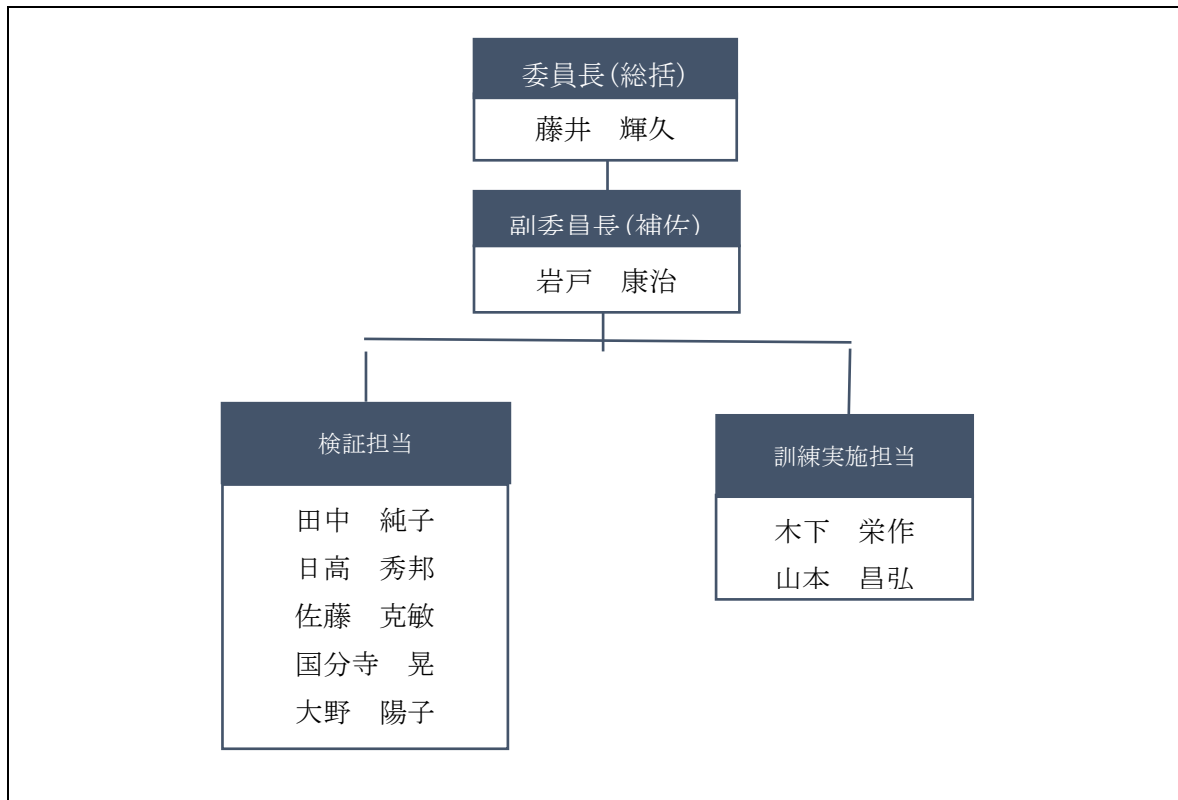 委員長(総括)
藤井　輝久
副委員長(補佐)
岩戸　康治
検証担当
田中　純子
日高　秀邦
佐藤　克敏
国分寺　晃
大野　陽子
訓練実施担当
木下　栄作
山本　昌弘